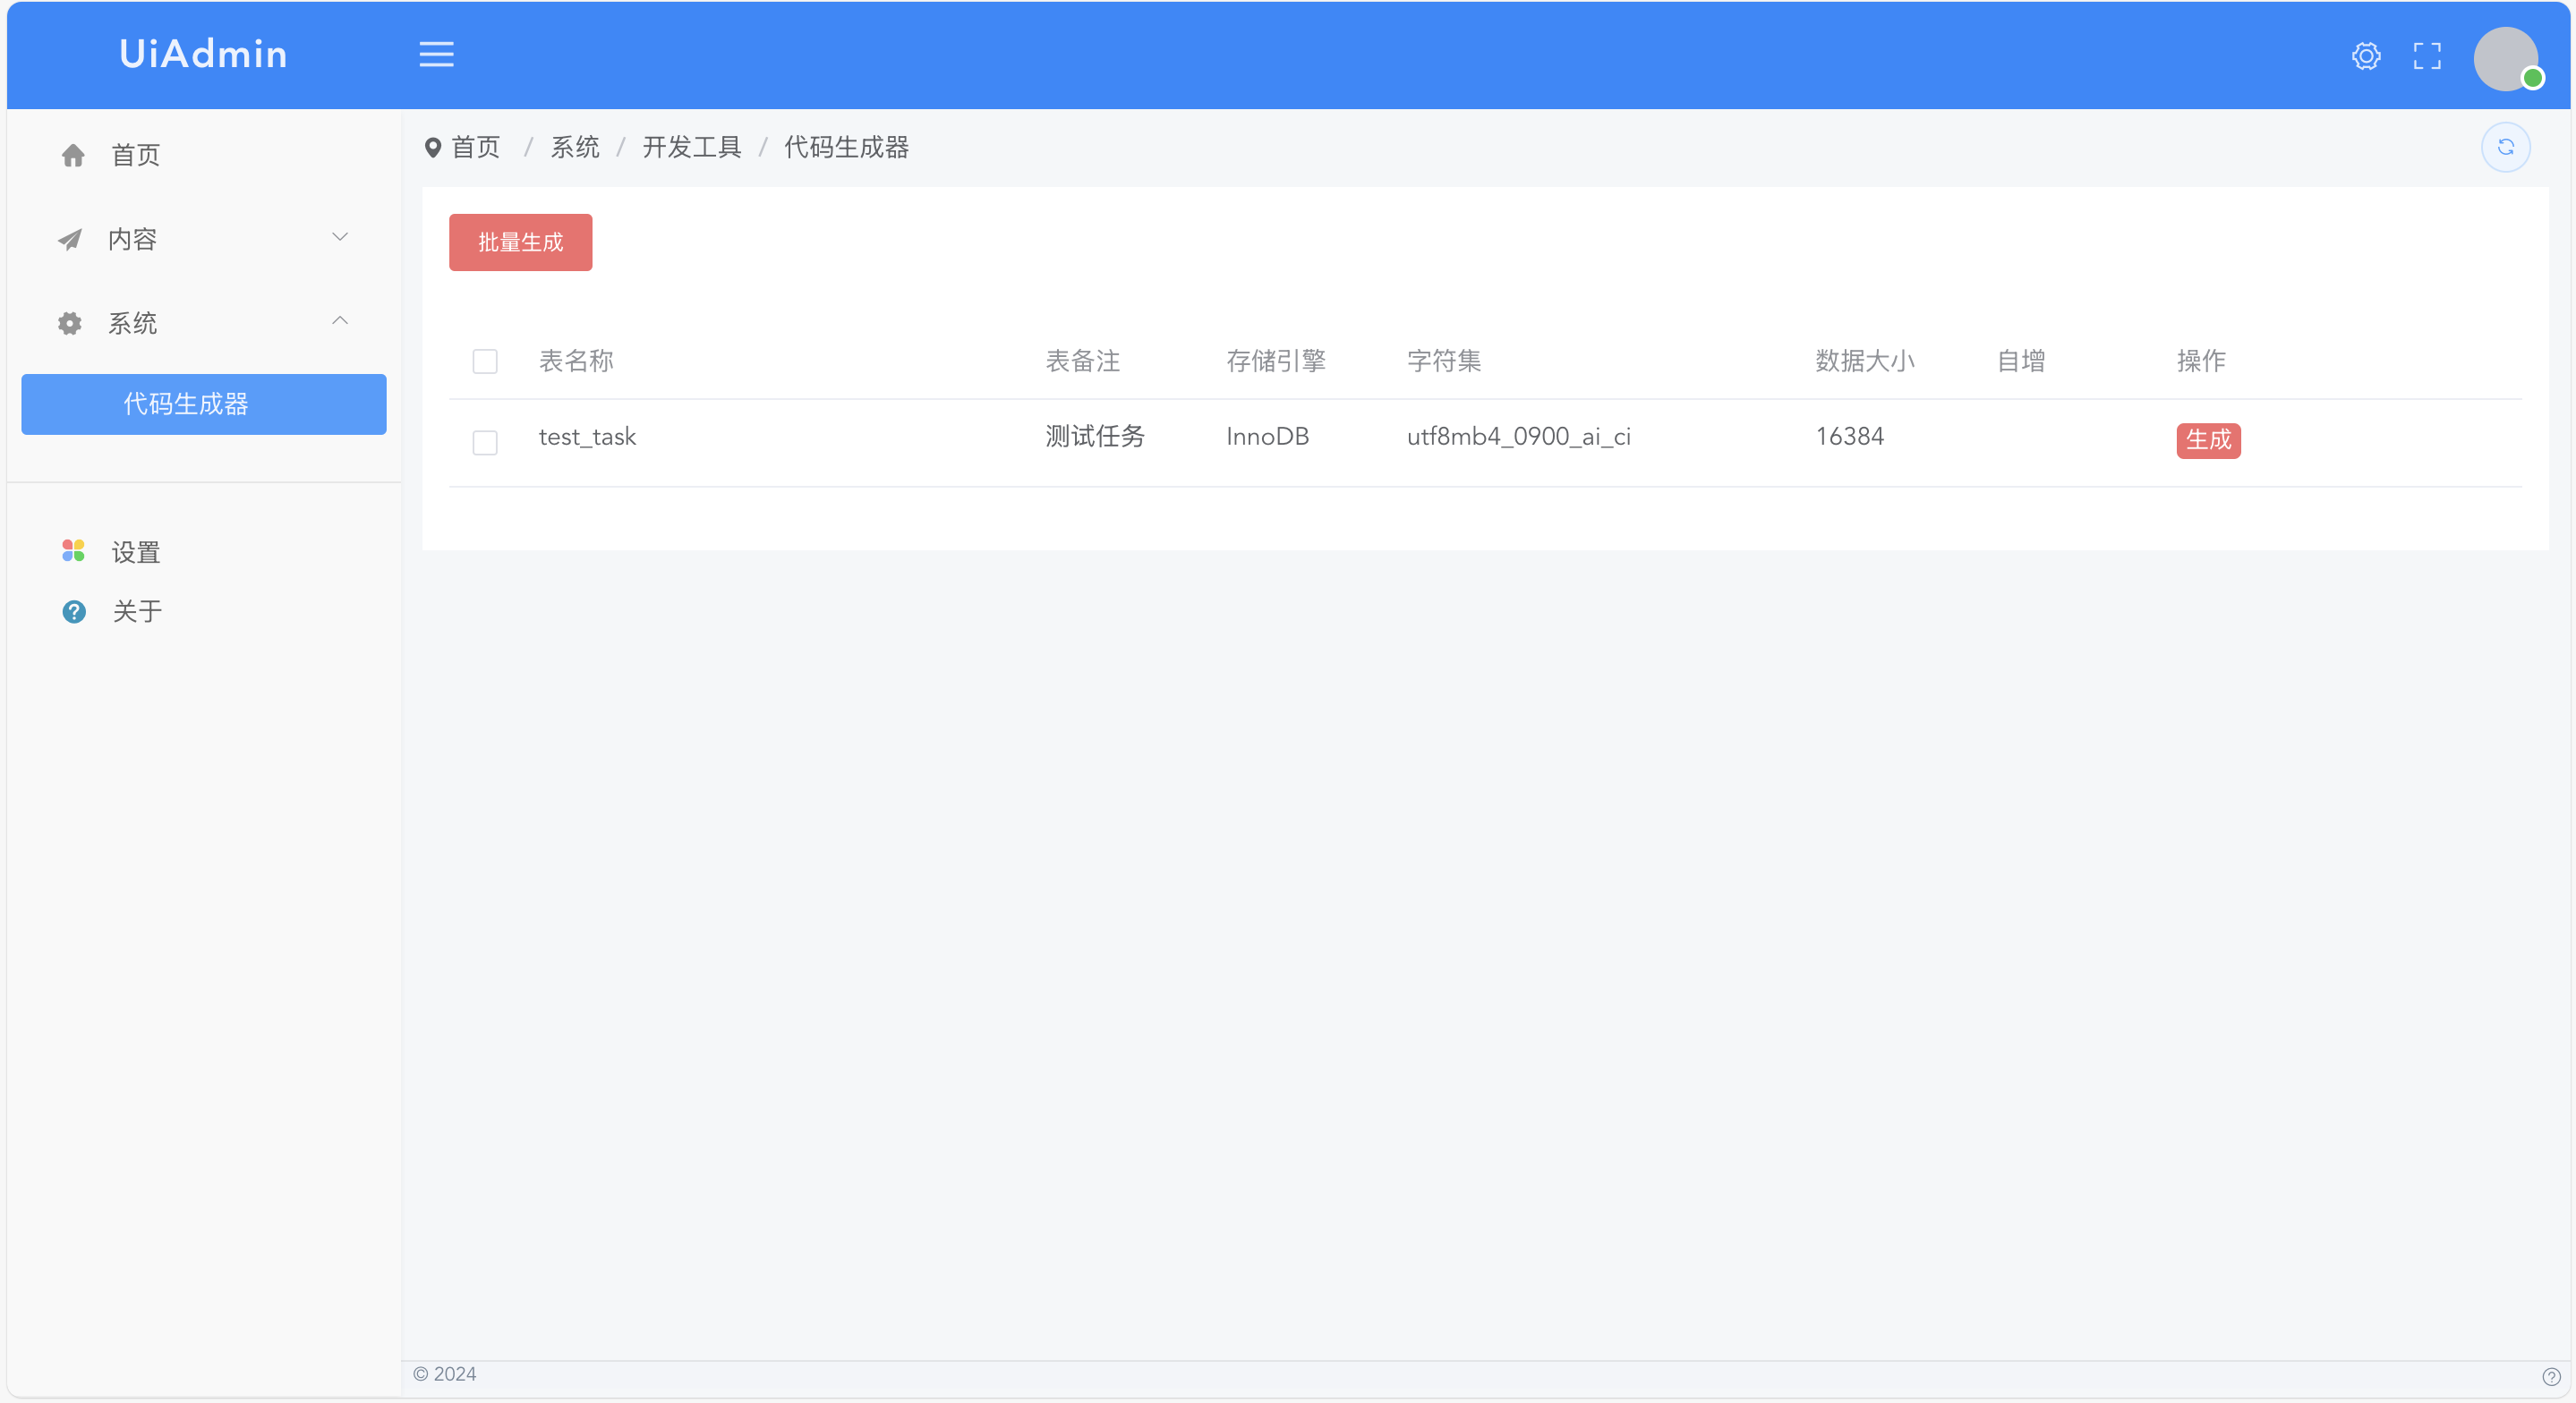 UiAdmin
首页
内容
系统
代码生成器
设置
关于
首页 / 系统 / 开发工具 / 代码生成器
批量生成
表名称 表备注 存储引擎 字符集 数据大小 自增 操作
test_task 测试任务 InnoDB utf8mb4_0900_ai_ci 16384 生成
© 2024